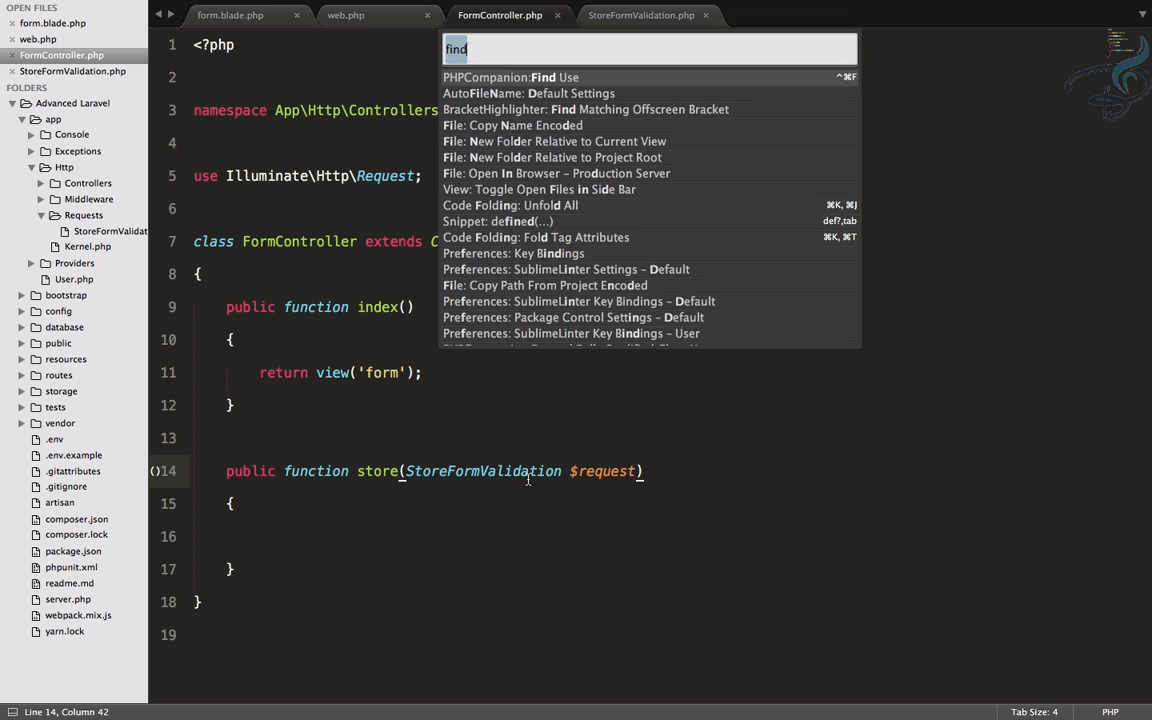 OPEN FILES
× form.blade.php
× web.php
× FormController.php
× StoreFormValidation.php
FOLDERS
Advanced Laravel
app
Console
Exceptions
Http
Controllers
Middleware
Requests
StoreFormValidat
Kernel.php
Providers
User.php
bootstrap
config
database
public
resources
routes
storage
tests
vendor
.env
.env.example
.gitattributes
.gitignore
artisan
composer.json
composer.lock
package.json
phpunit.xml
readme.md
server.php
webpack.mix.js
yarn.lock
form.blade.php × web.php × FormController.php × StoreFormValidation.php ×
find
PHPCompanion:Find Use ^⌘F
AutoFileName: Default Settings
BracketHighlighter: Find Matching Offscreen Bracket
File: Copy Name Encoded
File: New Folder Relative to Current View
File: New Folder Relative to Project Root
File: Open In Browser – Production Server
View: Toggle Open Files in Side Bar
Code Folding: Unfold All ⌘K, ⌘J
Snippet: defined(...) def?,tab
Code Folding: Fold Tag Attributes ⌘K, ⌘T
Preferences: Key Bindings
Preferences: SublimeLinter Settings – Default
File: Copy Path From Project Encoded
Preferences: SublimeLinter Key Bindings – Default
Preferences: Package Control Settings – Default
Preferences: SublimeLinter Key Bindings – User
1 <?php
2
3 namespace App\Http\Controllers
4
5 use Illuminate\Http\Request;
6
7 class FormController extends C
8 {
9 public function index()
10 {
11 return view('form');
12 }
13
()14 public function store(StoreFormValidation $request)
15 {
16
17 }
18 }
19
Line 14, Column 42 Tab Size: 4 PHP